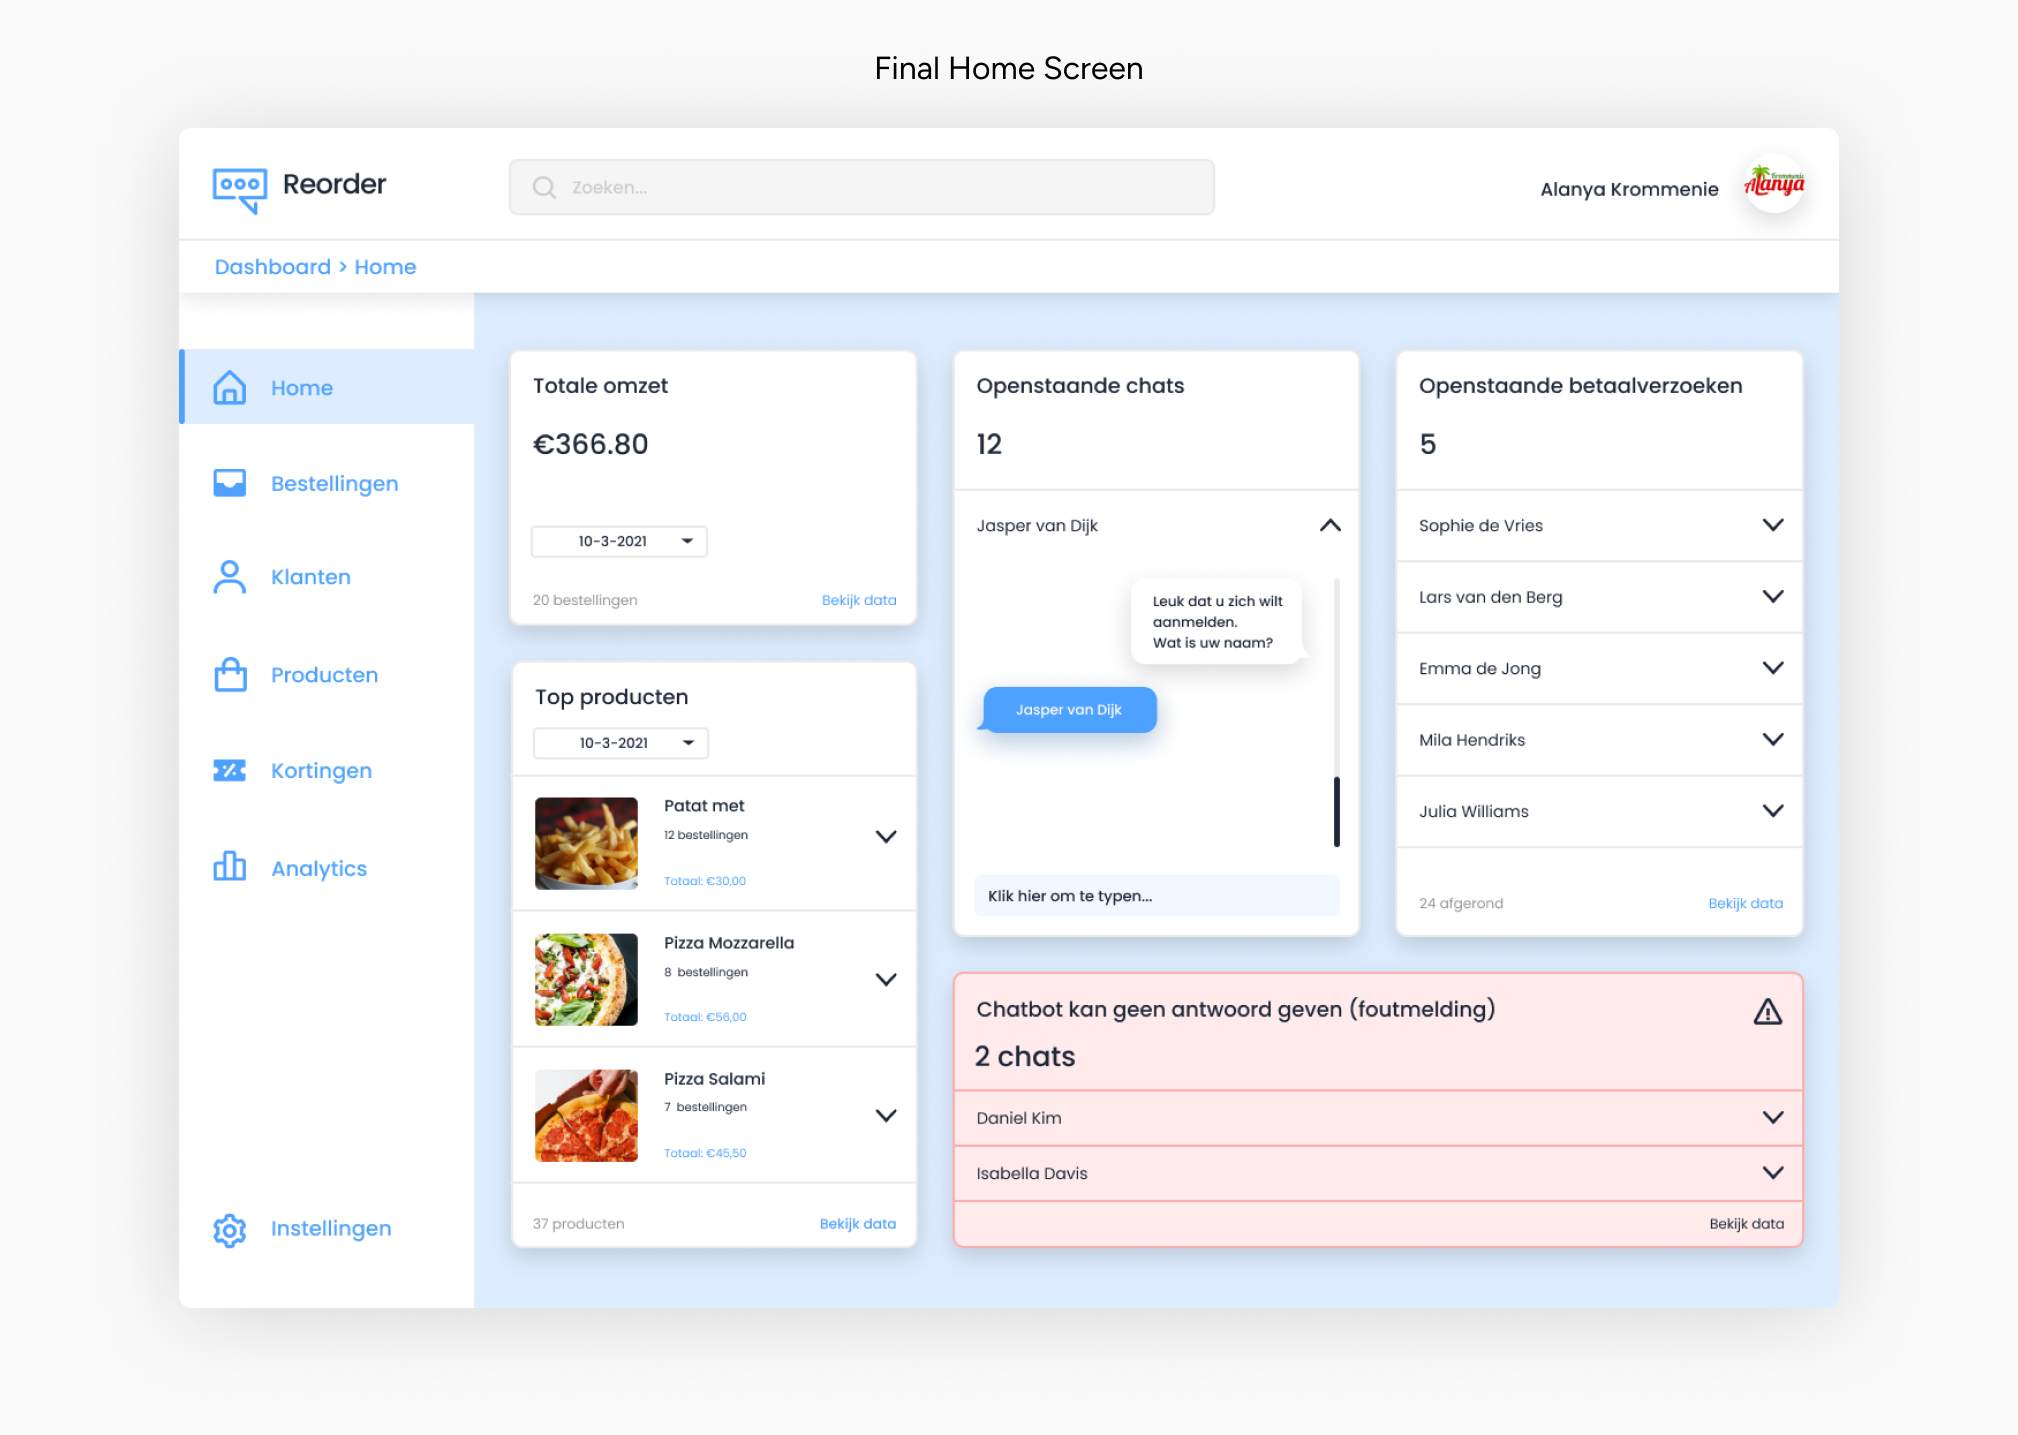 Final Home Screen
Reorder
Zoeken...
Alanya Krommenie
Krommenie
Alanya
Dashboard > Home
Home
Bestellingen
Klanten
Producten
Kortingen
Analytics
Instellingen
Totale omzet
€366.80
10-3-2021
20 bestellingen
Bekijk data
Top producten
10-3-2021
Patat met
12 bestellingen
Totaal: €30,00
Pizza Mozzarella
8 bestellingen
Totaal: €56,00
Pizza Salami
7 bestellingen
Totaal: €45,50
37 producten
Bekijk data
Openstaande chats
12
Jasper van Dijk
Leuk dat u zich wilt
aanmelden.
Wat is uw naam?
Jasper van Dijk
Klik hier om te typen...
Openstaande betaalverzoeken
5
Sophie de Vries
Lars van den Berg
Emma de Jong
Mila Hendriks
Julia Williams
24 afgerond
Bekijk data
Chatbot kan geen antwoord geven (foutmelding)
2 chats
Daniel Kim
Isabella Davis
Bekijk data